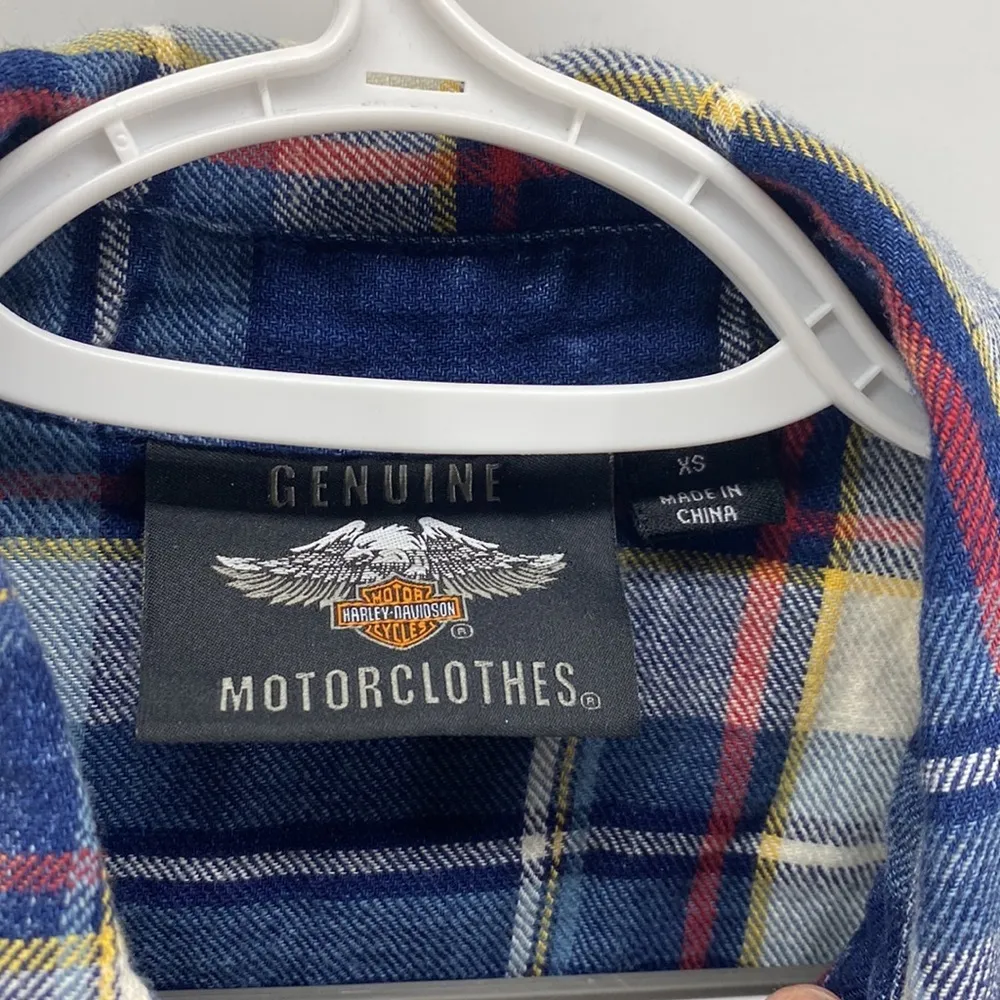 GENUINE
MOTOR
HARLEY-DAVIDSON
CYCLES
®
MOTORCLOTHES®
XS
MADE IN
CHINA